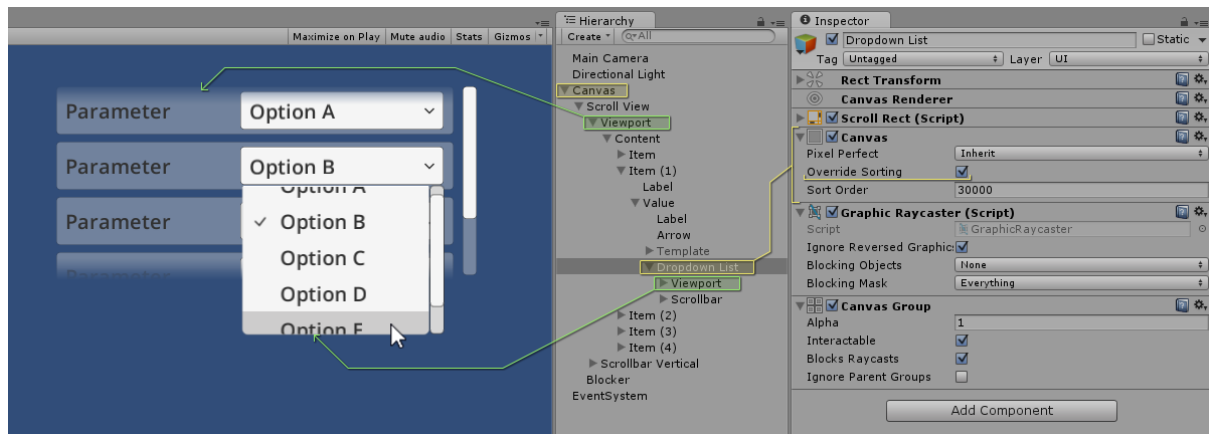 Maximize on Play Mute audio Stats Gizmos
Parameter Option A
Parameter Option B
Option A
Parameter
Option B
Option C
Option D
Option E
Hierarchy
Create All
Main Camera
Directional Light
Canvas
Scroll View
Viewport
Content
Item
Item (1)
Label
Value
Label
Arrow
Template
Dropdown List
Viewport
Scrollbar
Item (2)
Item (3)
Item (4)
Scrollbar Vertical
Blocker
EventSystem
Inspector
Dropdown List Static
Tag Untagged Layer UI
Rect Transform
Canvas Renderer
Scroll Rect (Script)
Canvas
Pixel Perfect Inherit
Override Sorting
Sort Order 30000
Graphic Raycaster (Script)
Script GraphicRaycaster
Ignore Reversed Graphic
Blocking Objects None
Blocking Mask Everything
Canvas Group
Alpha 1
Interactable
Blocks Raycasts
Ignore Parent Groups
Add Component